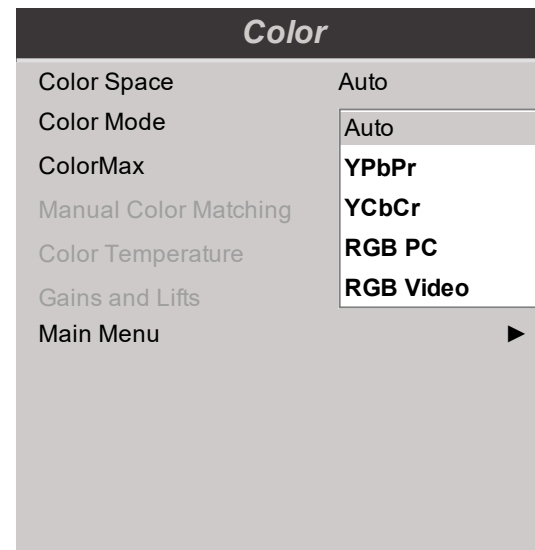 Color
Color Space Auto
Color Mode Auto
ColorMax YPbPr
Manual Color Matching YCbCr
Color Temperature RGB PC
Gains and Lifts RGB Video
Main Menu ►